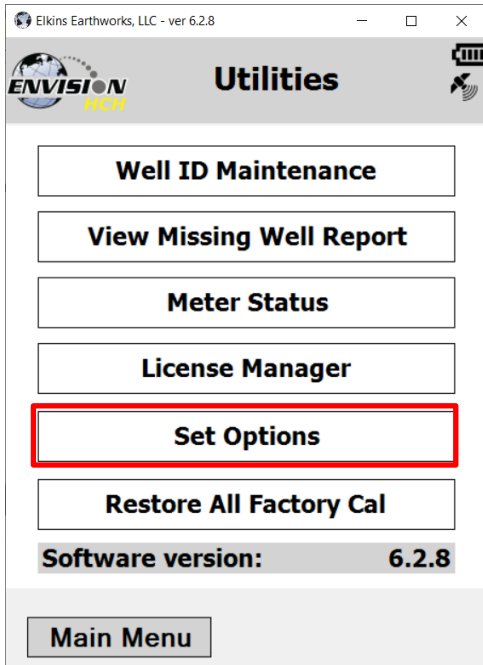 Elkins Earthworks, LLC - ver 6.2.8
ENVISION
HCH
Utilities
Well ID Maintenance
View Missing Well Report
Meter Status
License Manager
Set Options
Restore All Factory Cal
Software version: 6.2.8
Main Menu